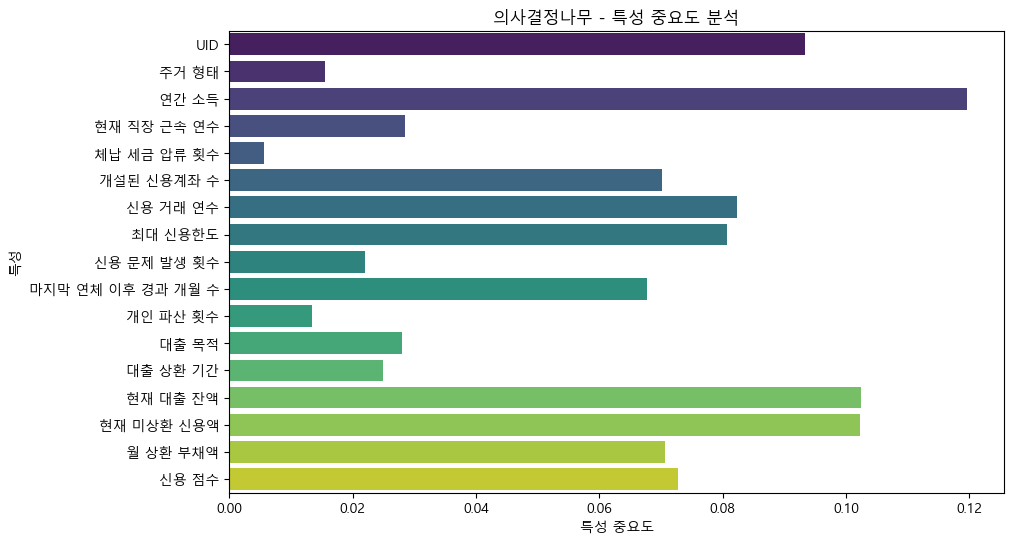 의사결정나무 - 특성 중요도 분석
UID
주거 형태
연간 소득
현재 직장 근속 연수
체납 세금 압류 횟수
개설된 신용계좌 수
신용 거래 연수
최대 신용한도
신용 문제 발생 횟수
마지막 연체 이후 경과 개월 수
개인 파산 횟수
대출 목적
대출 상환 기간
현재 대출 잔액
현재 미상환 신용액
월 상환 부채액
신용 점수
특성
0.00 0.02 0.04 0.06 0.08 0.10 0.12
특성 중요도